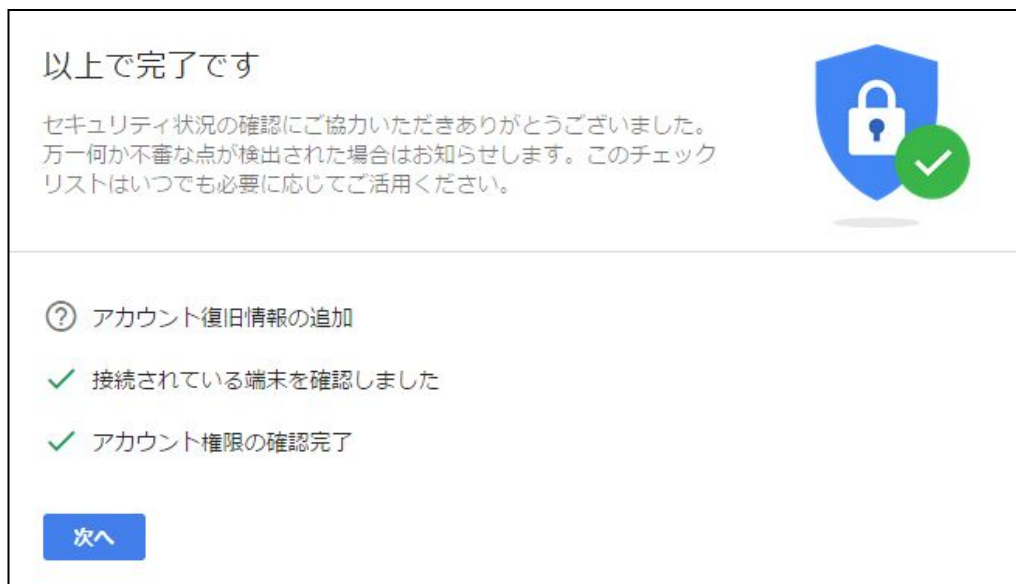 以上で完了です
セキュリティ状況の確認にご協力いただきありがとうございました。
万一何か不審な点が検出された場合はお知らせします。このチェック
リストはいつでも必要に応じてご活用ください。
アカウント復旧情報の追加
接続されている端末を確認しました
アカウント権限の確認完了
次へ